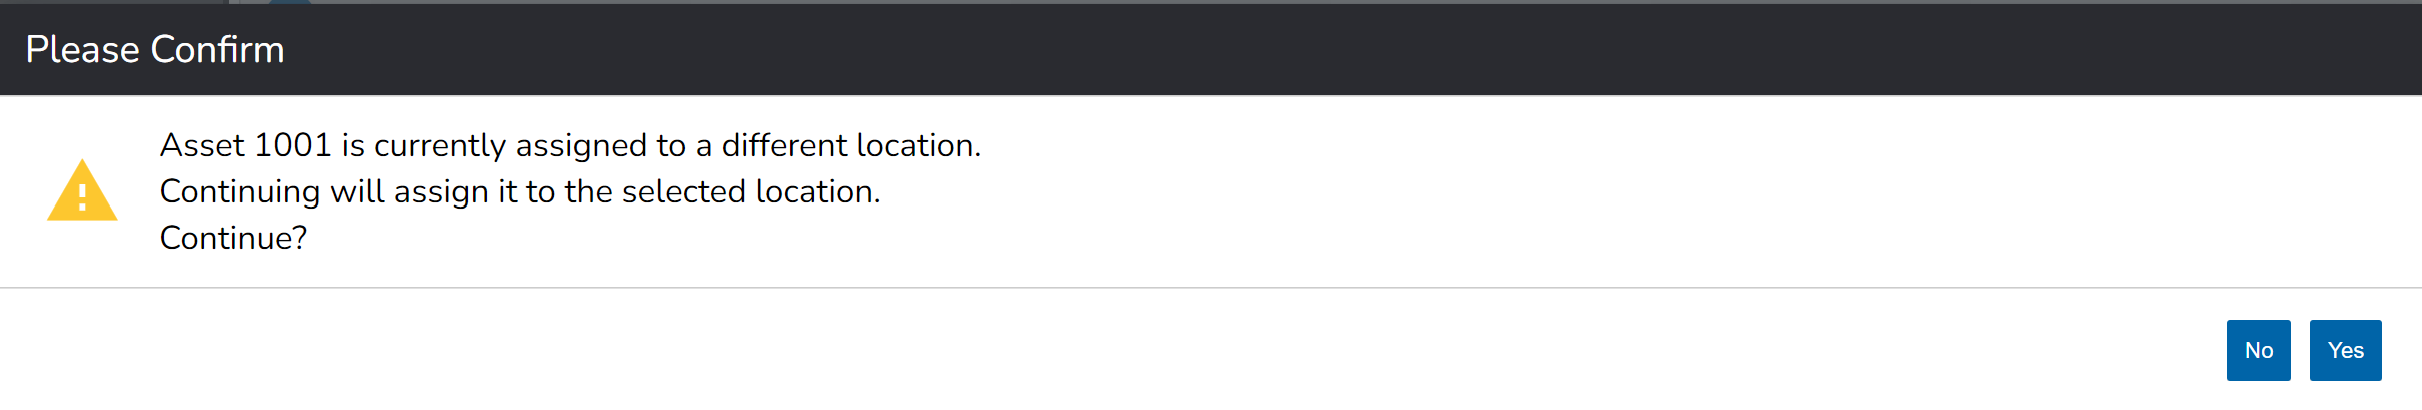 Please Confirm
Asset 1001 is currently assigned to a different location.
Continuing will assign it to the selected location.
Continue?
No Yes